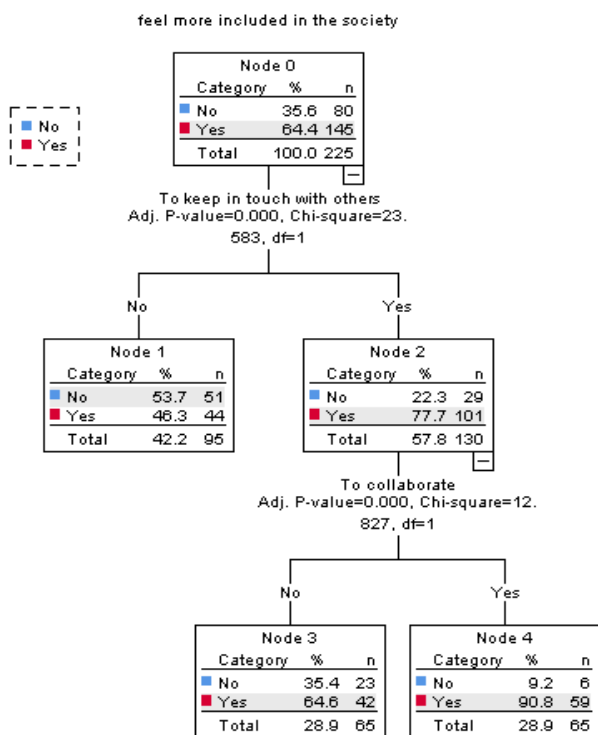 feel more included in the society
No
Yes
Node 0
Category % n
No 35.6 80
Yes 64.4 145
Total 100.0 225
To keep in touch with others
Adj. P-value=0.000, Chi-square=23.
583, df=1
No
Yes
Node 1
Category % n
No 53.7 51
Yes 46.3 44
Total 42.2 95
Node 2
Category % n
No 22.3 29
Yes 77.7 101
Total 57.8 130
To collaborate
Adj. P-value=0.000, Chi-square=12.
827, df=1
No
Yes
Node 3
Category % n
No 35.4 23
Yes 64.6 42
Total 28.9 65
Node 4
Category % n
No 9.2 6
Yes 90.8 59
Total 28.9 65